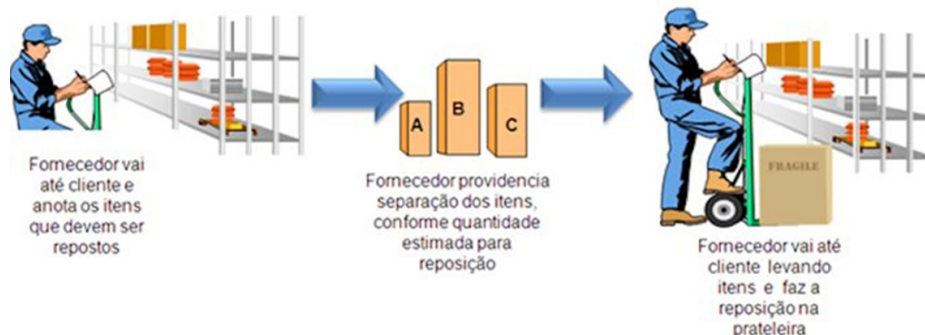 Fornecedor vai
até cliente e
anota os itens
que devem ser
repostos
A
B
C
Fornecedor providencia
separação dos itens,
conforme quantidade
estimada para
reposição
FRAGILE
Fornecedor vai até
cliente levando
itens e faz a
reposição na
prateleira